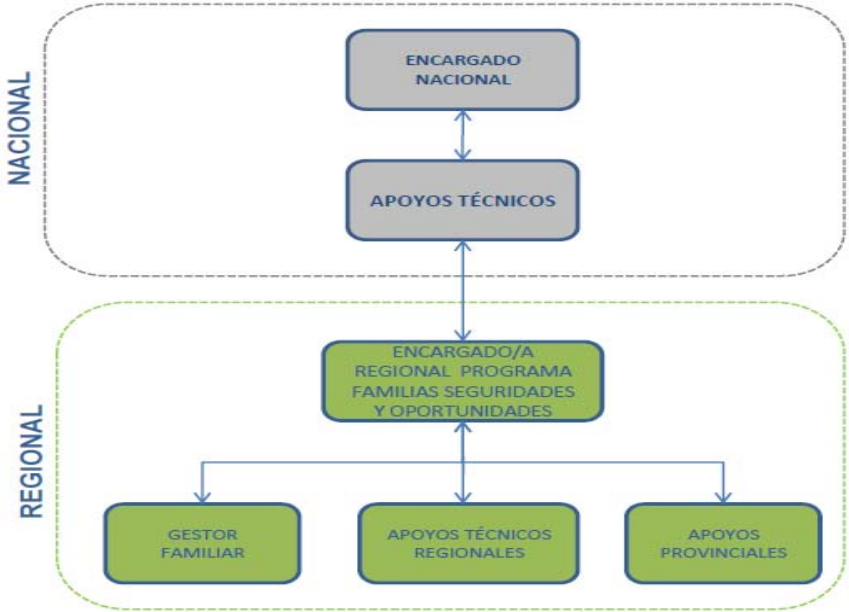 NACIONAL
ENCARGADO
NACIONAL
APOYOS TÉCNICOS
REGIONAL
ENCARGADO/A
REGIONAL PROGRAMA
FAMILIAS SEGURIDADES
Y OPORTUNIDADES
GESTOR
FAMILIAR
APOYOS TÉCNICOS
REGIONALES
APOYOS
PROVINCIALES